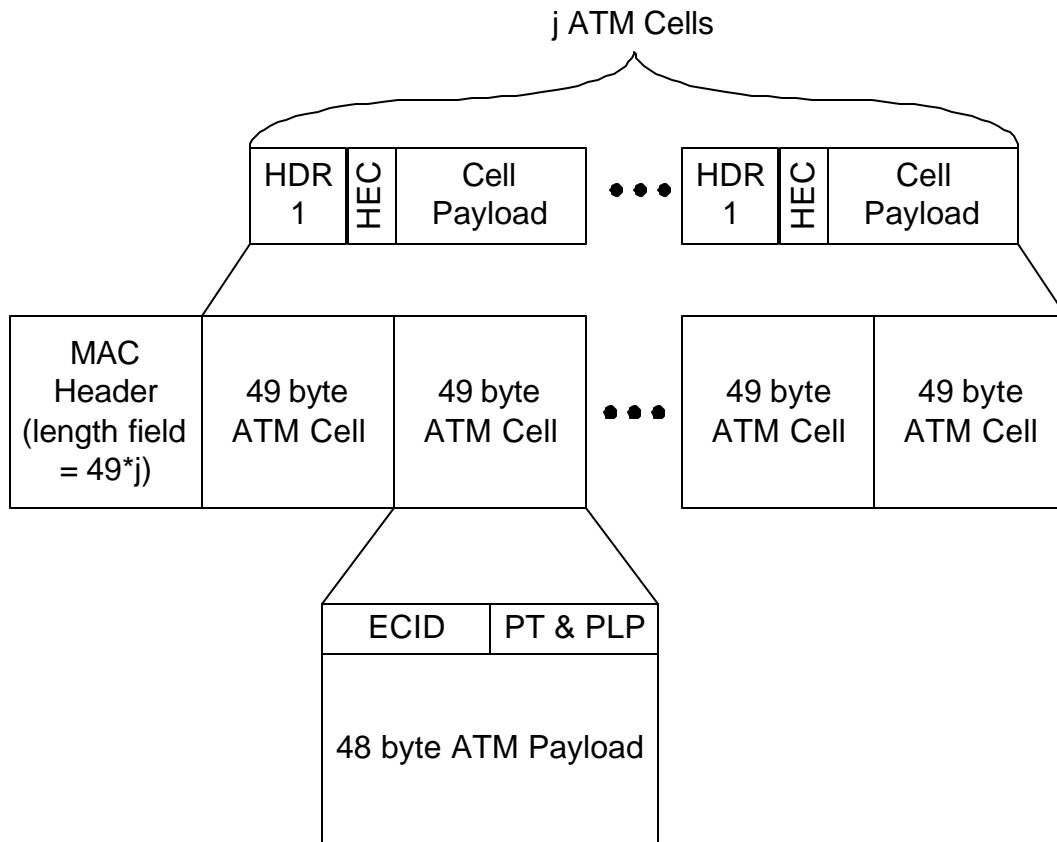 j ATM Cells
HDR
1
HEC
Cell
Payload
HDR
1
HEC
Cell
Payload
MAC
Header
(length field
= 49*j)
49 byte
ATM Cell
49 byte
ATM Cell
49 byte
ATM Cell
49 byte
ATM Cell
ECID
PT & PLP
48 byte ATM Payload